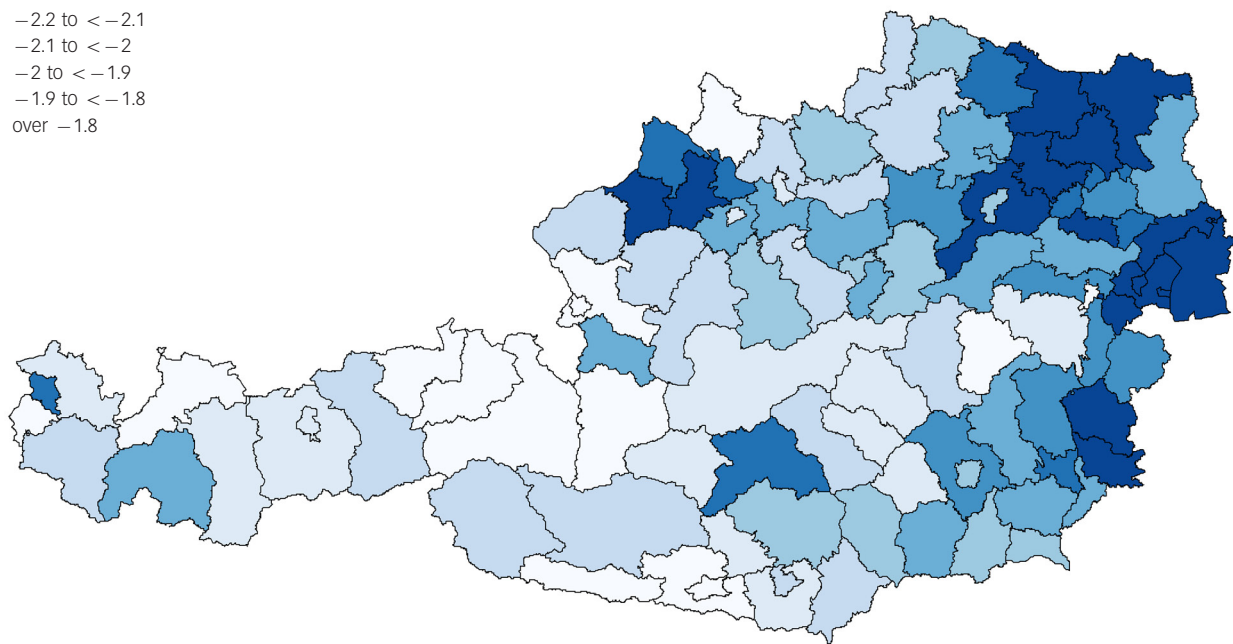 −2.2 to <−2.1
−2.1 to <−2
−2 to <−1.9
−1.9 to <−1.8
over −1.8